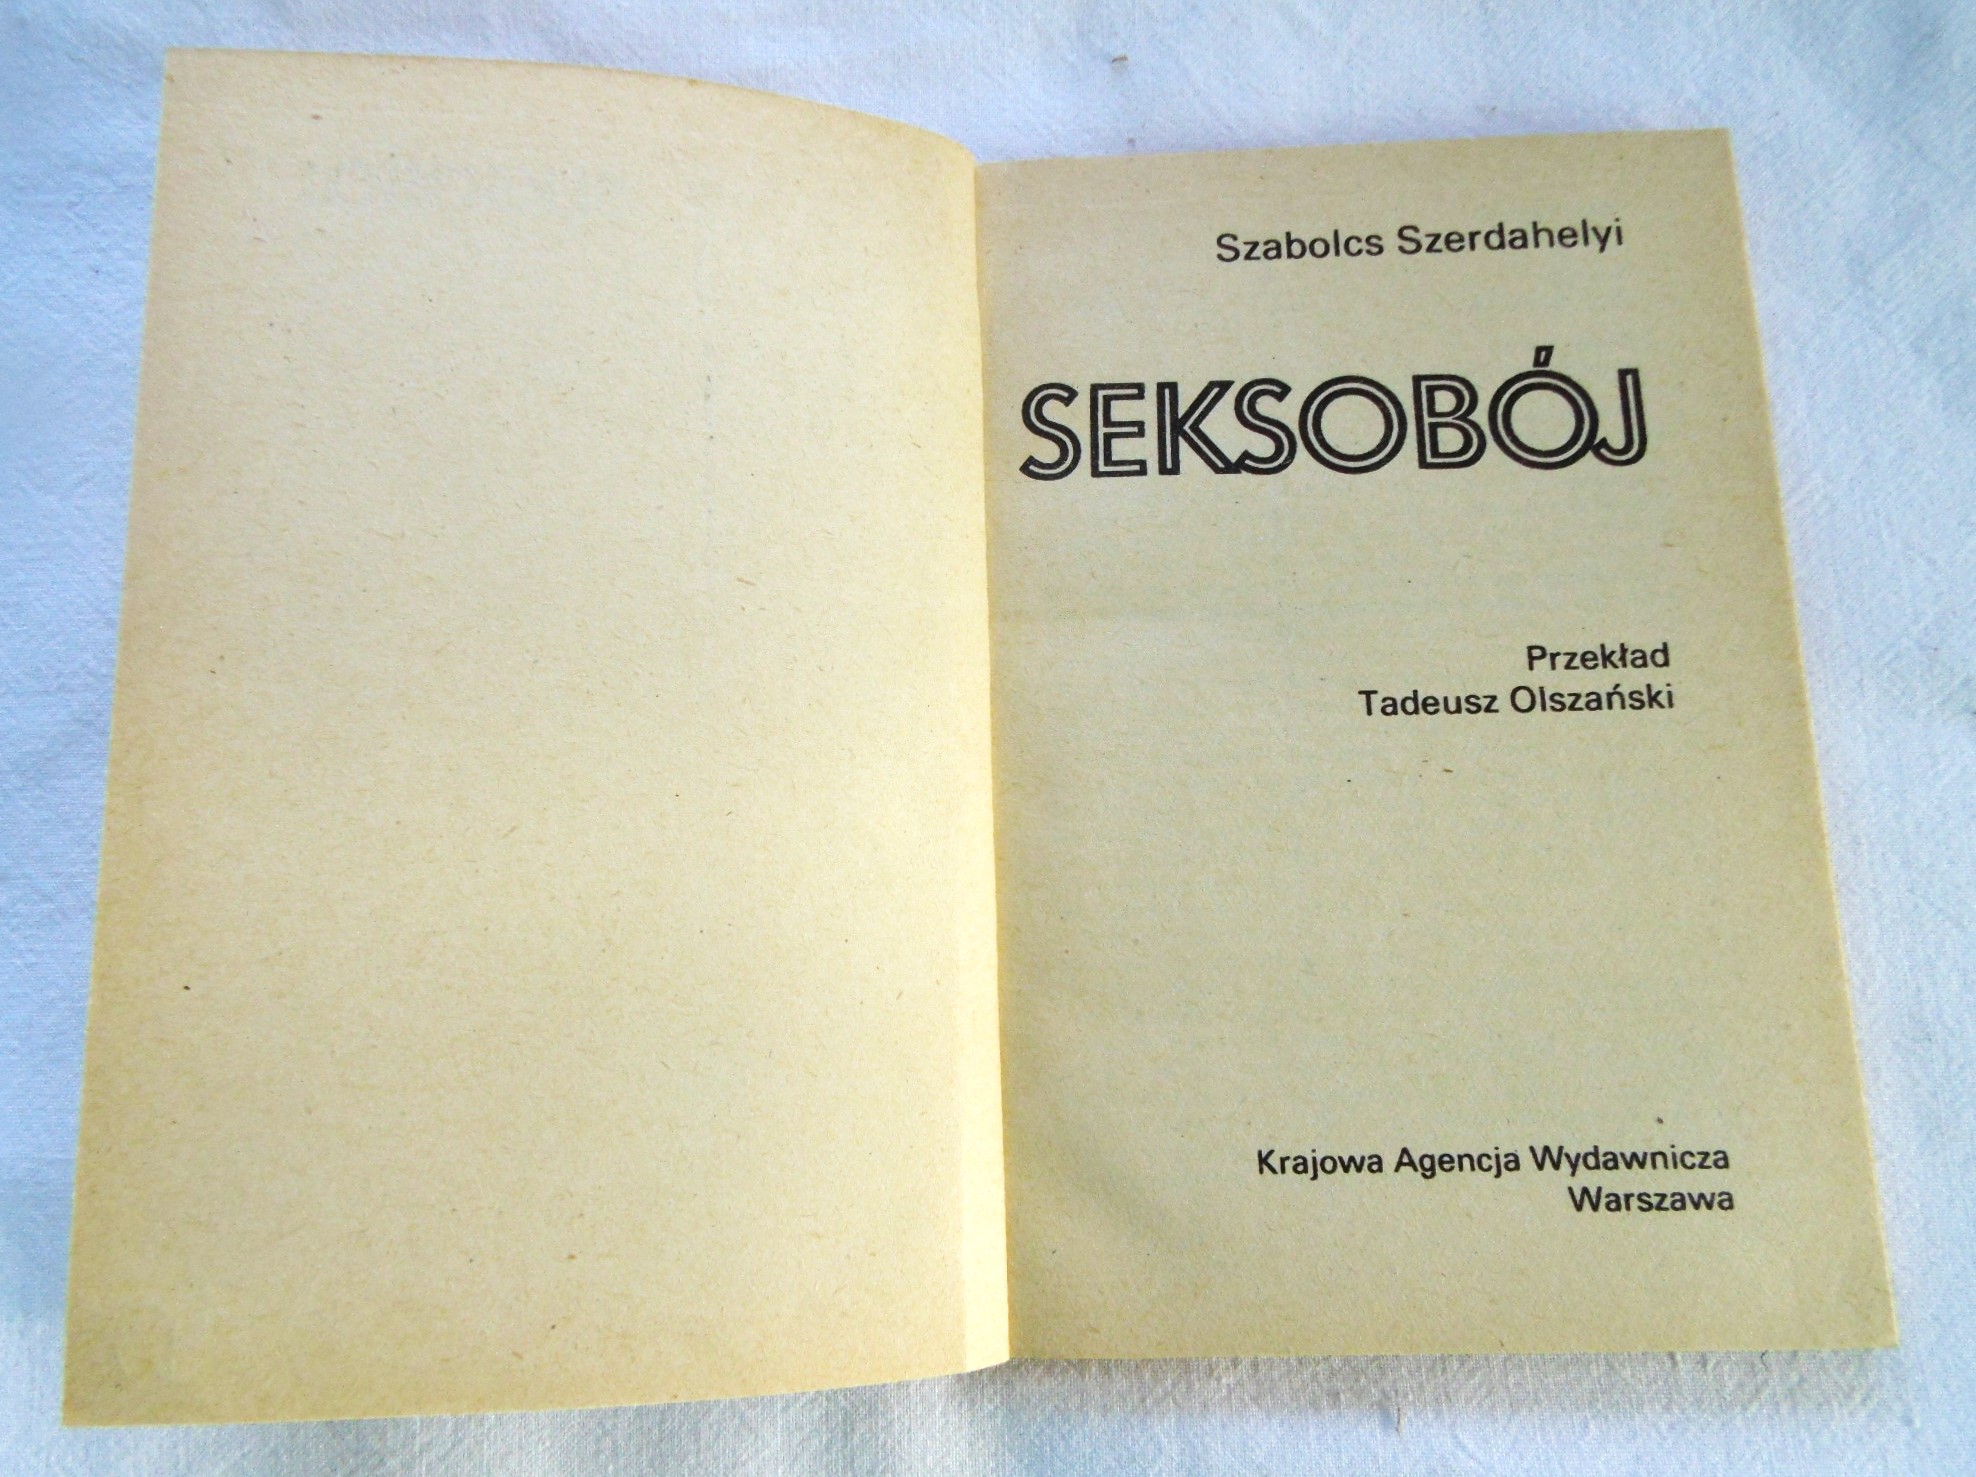 Szabolcs Szerdahelyi
SEKSOBÓJ
Przekład
Tadeusz Olszański
Krajowa Agencja Wydawnicza
Warszawa